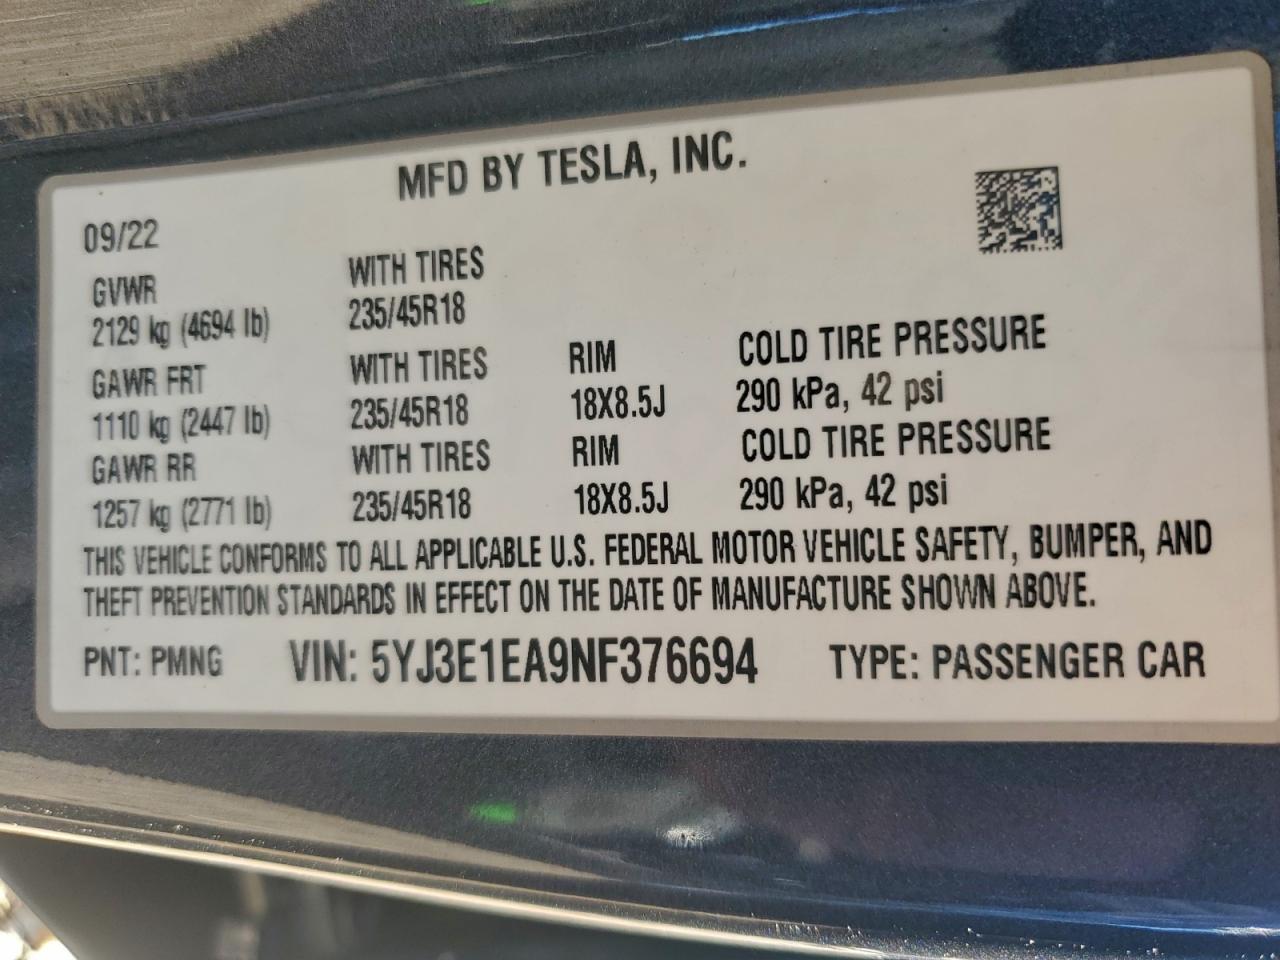 MFD BY TESLA, INC.
09/22
GVWR WITH TIRES
2129 kg (4694 lb) 235/45R18
GAWR FRT WITH TIRES RIM COLD TIRE PRESSURE
1110 kg (2447 lb) 235/45R18 18X8.5J 290 kPa, 42 psi
GAWR RR WITH TIRES RIM COLD TIRE PRESSURE
1257 kg (2771 lb) 235/45R18 18X8.5J 290 kPa, 42 psi
THIS VEHICLE CONFORMS TO ALL APPLICABLE U.S. FEDERAL MOTOR VEHICLE SAFETY, BUMPER, AND
THEFT PREVENTION STANDARDS IN EFFECT ON THE DATE OF MANUFACTURE SHOWN ABOVE.
PNT: PMNG VIN: 5YJ3E1EA9NF376694 TYPE: PASSENGER CAR